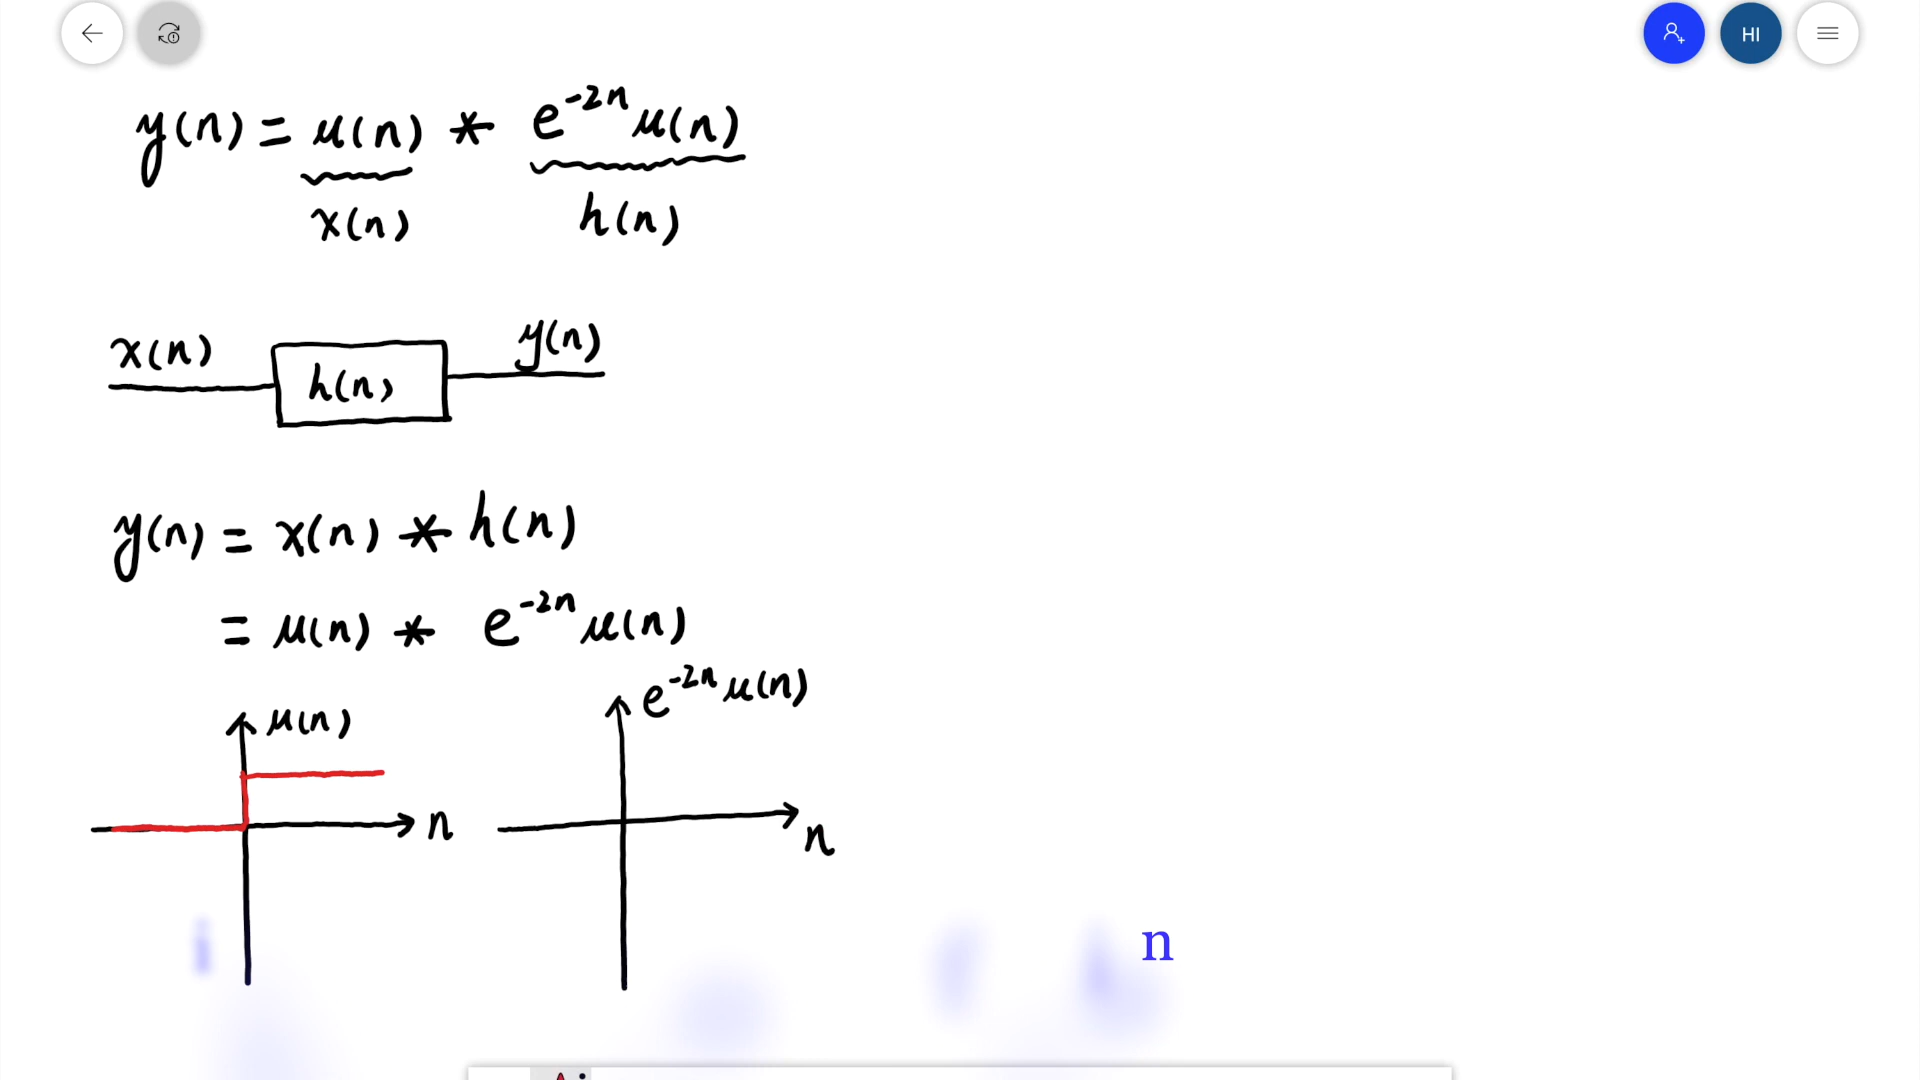 HI
y(n) = u(n) * e^{-2n} u(n)
x(n) h(n)
x(n) h(n) y(n)
y(n) = x(n) * h(n)
= u(n) * e^{-2n} u(n)
u(n) e^{-2n} u(n)
n n
n